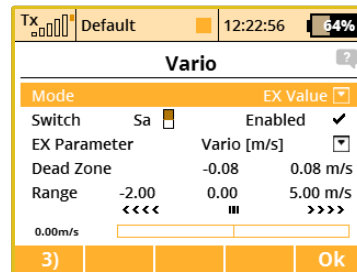 Tx Default 12:22:56 64%
Vario ?
Mode EX Value
Switch Sa Enabled ✔
EX Parameter Vario [m/s]
Dead Zone -0.08 0.08 m/s
Range -2.00 0.00 5.00 m/s
<<<< III >>>>
0.00m/s
3) Ok